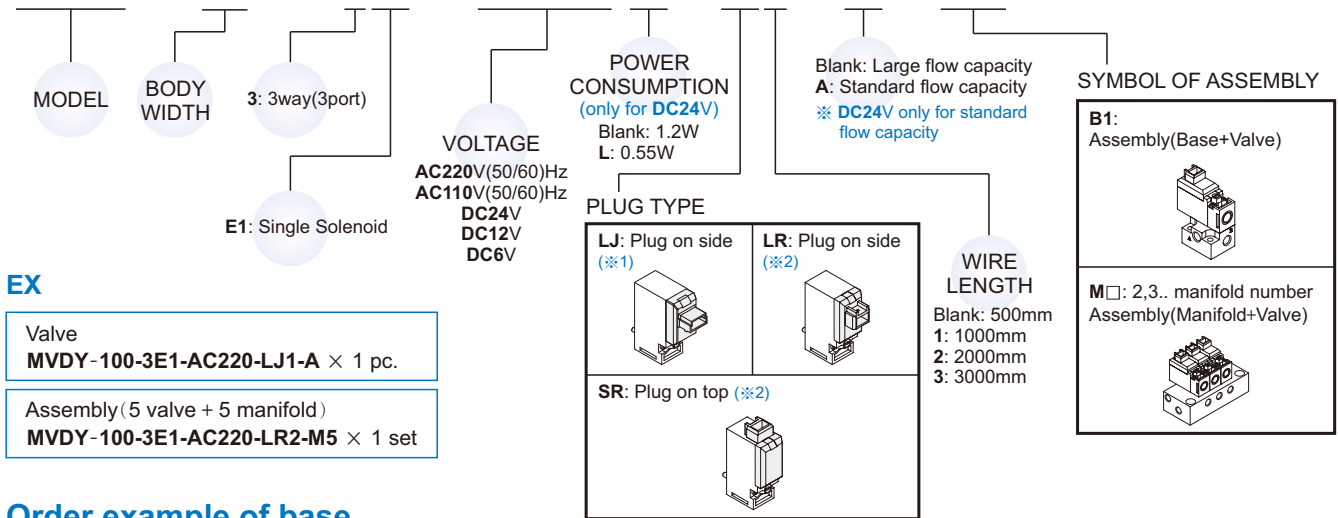 MODEL
BODY
WIDTH
3: 3way(3port)
E1: Single Solenoid
VOLTAGE
AC220V(50/60)Hz
AC110V(50/60)Hz
DC24V
DC12V
DC6V
POWER
CONSUMPTION
(only for DC24V)
Blank: 1.2W
L: 0.55W
PLUG TYPE
LJ: Plug on side
(※1)
LR: Plug on side
(※2)
SR: Plug on top (※2)
WIRE
LENGTH
Blank: 500mm
1: 1000mm
2: 2000mm
3: 3000mm
Blank: Large flow capacity
A: Standard flow capacity
※ DC24V only for standard
flow capacity
SYMBOL OF ASSEMBLY
B1:
Assembly(Base+Valve)
M□: 2,3.. manifold number
Assembly(Manifold+Valve)
EX
Valve
MVDY-100-3E1-AC220-LJ1-A × 1 pc.
Assembly(5 valve + 5 manifold)
MVDY-100-3E1-AC220-LR2-M5 × 1 set
Order example of base